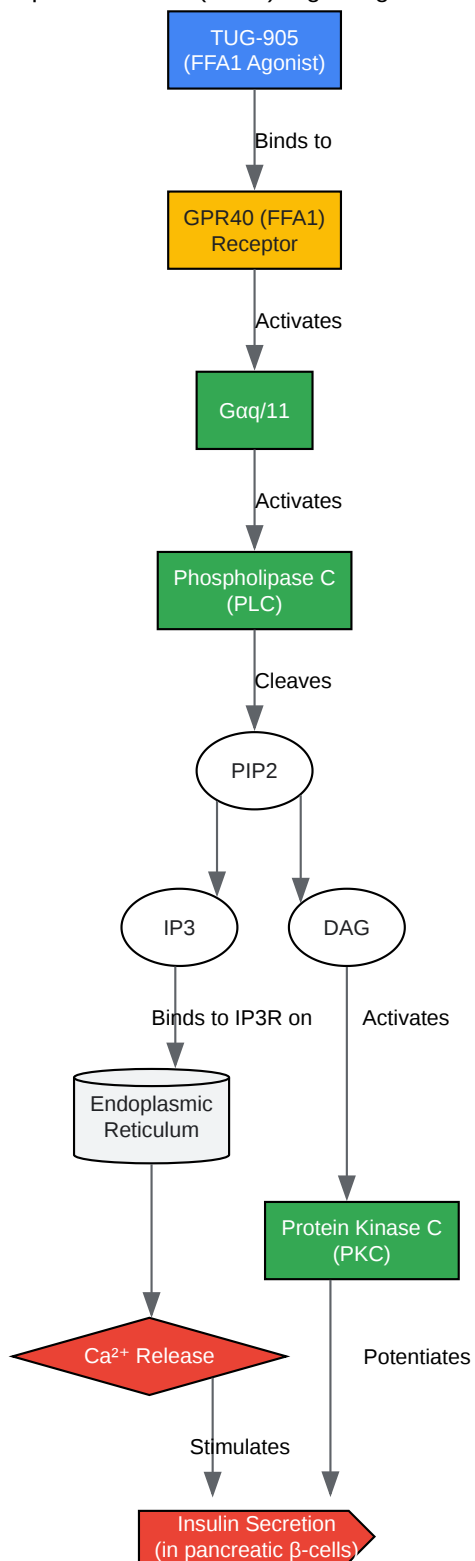 TUG-905
(FFA1 Agonist)
Binds to
GPR40 (FFA1)
Receptor
Activates
Gαq/11
Activates
Phospholipase C
(PLC)
Cleaves
PIP2
IP3
DAG
Binds to IP3R on
Activates
Endoplasmic
Reticulum
Protein Kinase C
(PKC)
Ca²⁺ Release
Potentiates
Stimulates
Insulin Secretion
(in pancreatic β-cells)